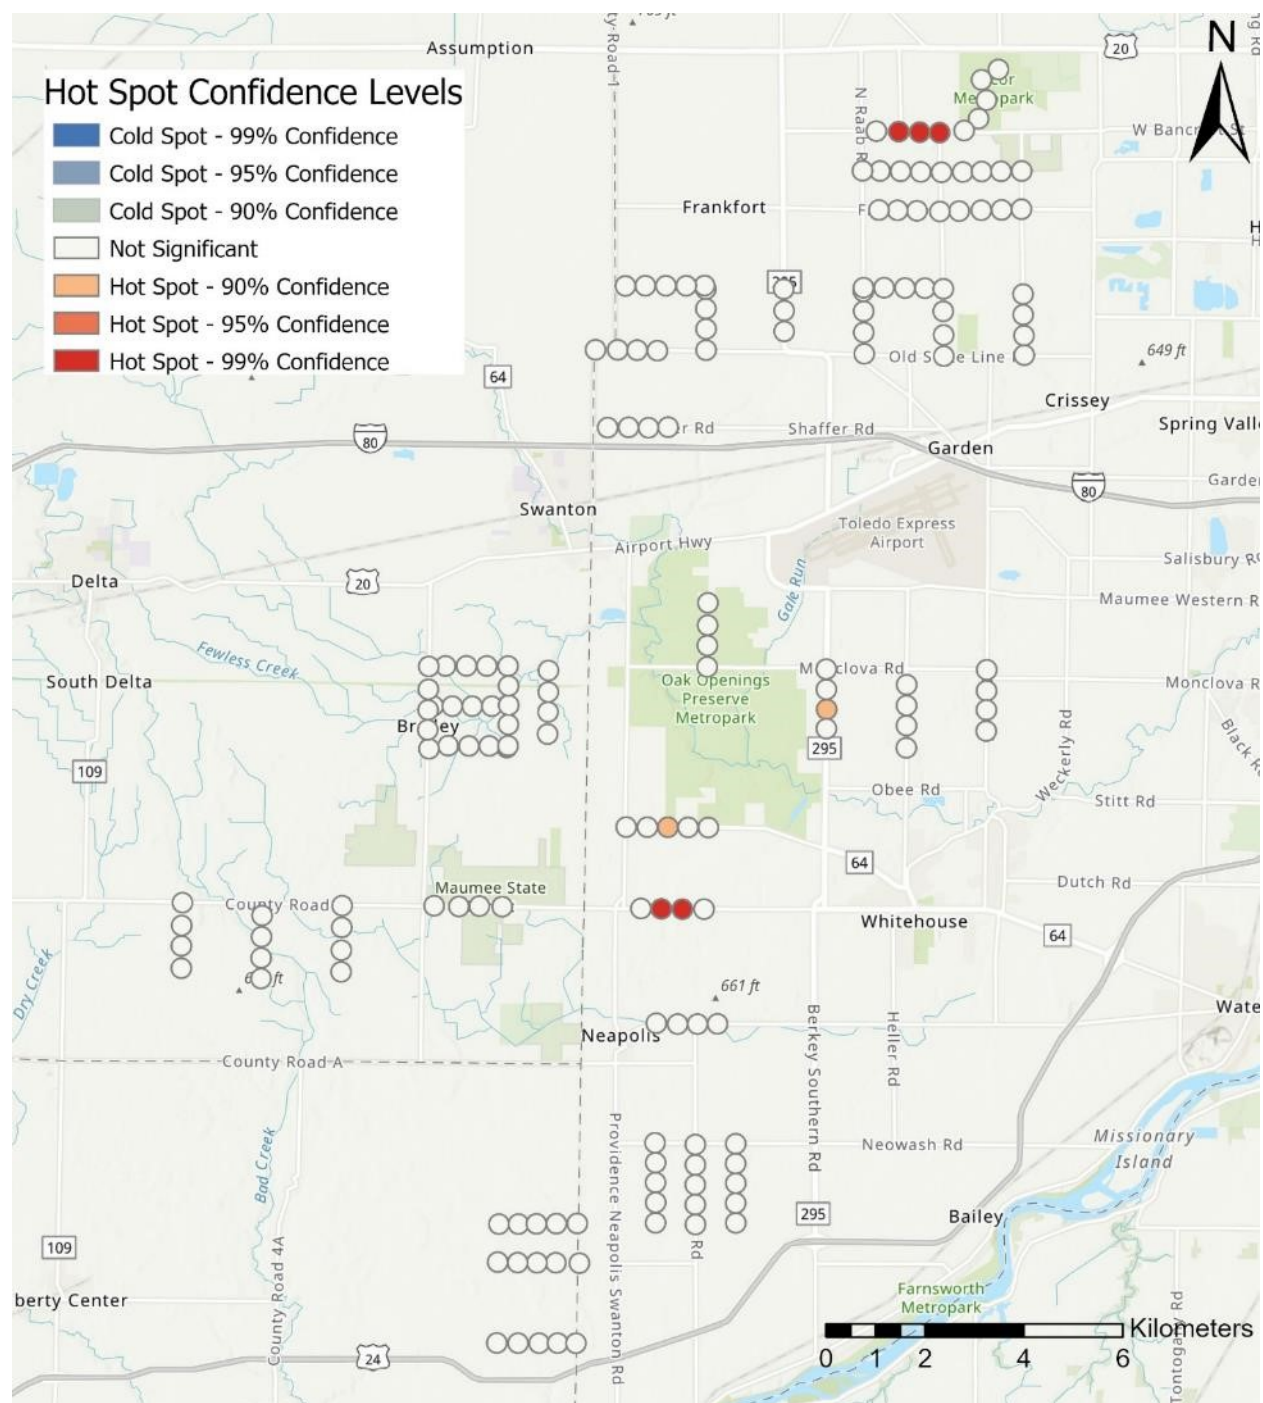 Assumption
20
N
Hot Spot Confidence Levels
Cold Spot - 99% Confidence
Cold Spot - 95% Confidence
Cold Spot - 90% Confidence
Not Significant
Hot Spot - 90% Confidence
Hot Spot - 95% Confidence
Hot Spot - 99% Confidence
N Raab R
Frankfort
649 ft
64
Crissey
Shaffer Rd
Spring Vall
80
Garden
80
Garde
Swanton
Toledo Express
Airport
Airport Hwy
Salisbury R
Delta
20
Gale Run
Maumee Western R
Fewless Creek
South Delta
Oak Openings
Preserve
Metropark
Monclova R
109
295
Black R
Weckerly Rd
Obee Rd
Stitt Rd
64
Maumee State
Dutch Rd
County Road
Whitehouse
64
Dry Creek
661 ft
Wate
Neapolis
Berkey Southern Rd
Heller Rd
County Road A
Neowash Rd
Missionary
Island
Bad Creek
Providence Neapolis Swanton Rd
295
Bailey
Rd
109
County Road 4A
berty Center
Farnsworth
Metropark
Tontogany Rd
Kilometers
0 1 2 4 6
24